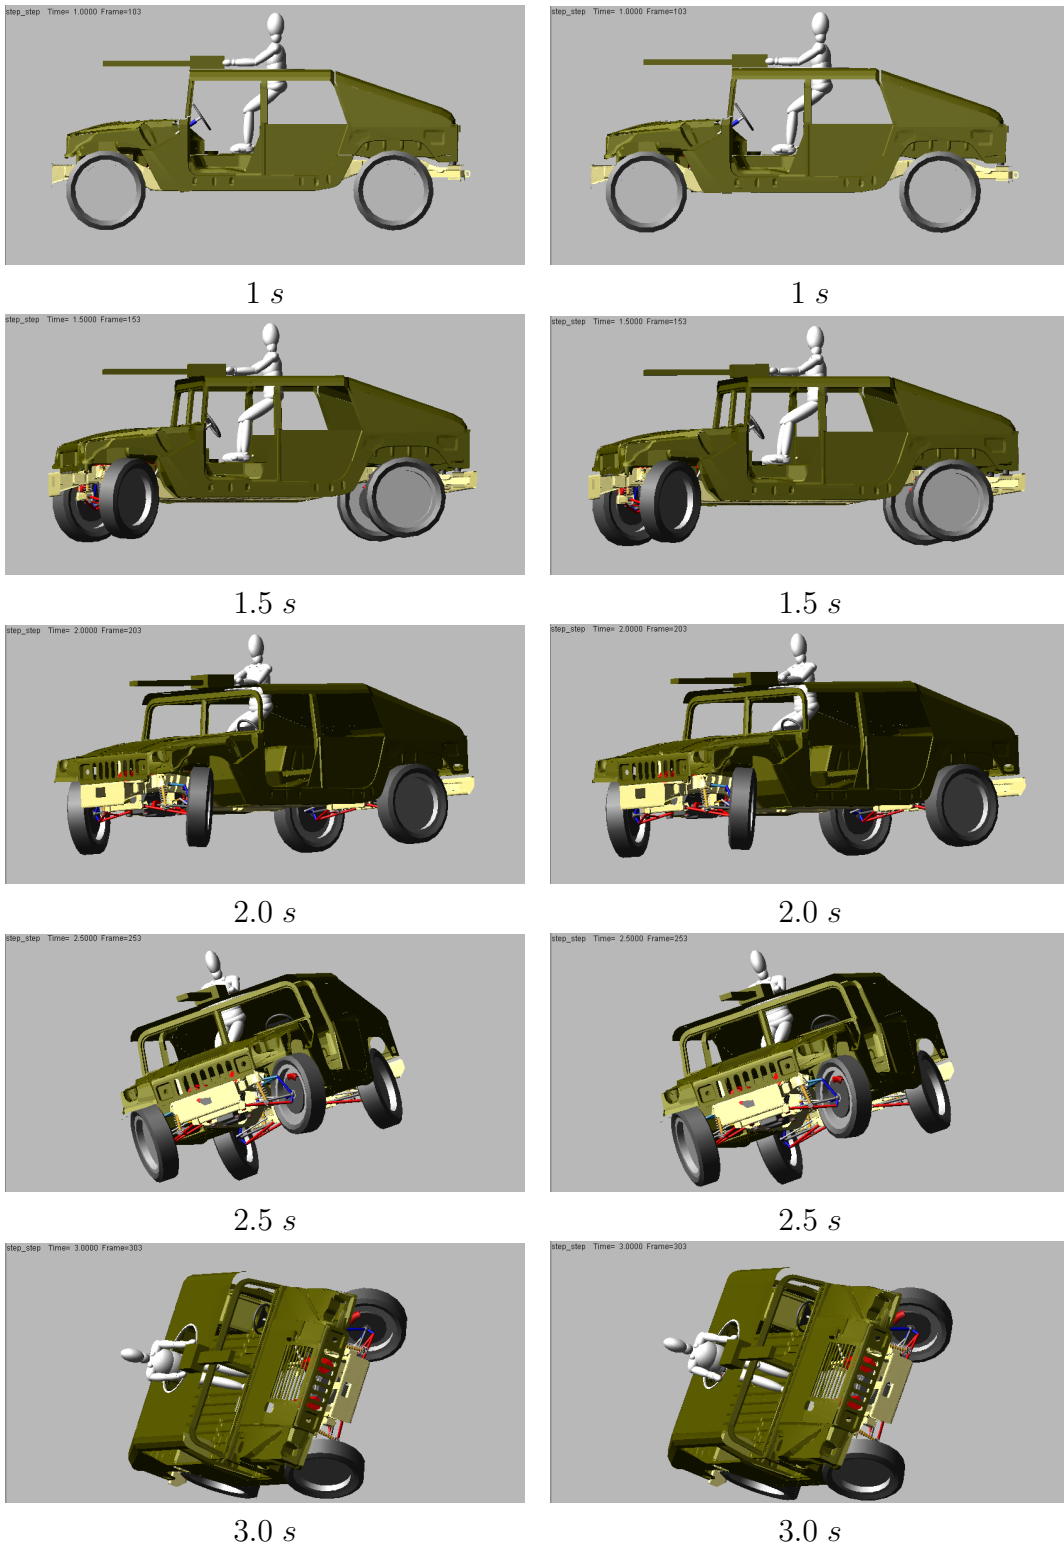 step_step Time= 1.0000 Frame=103
step_step Time= 1.0000 Frame=103
1 s
1 s
step_step Time= 1.5000 Frame=153
step_step Time= 1.5000 Frame=153
1.5 s
1.5 s
step_step Time= 2.0000 Frame=203
step_step Time= 2.0000 Frame=203
2.0 s
2.0 s
step_step Time= 2.5000 Frame=253
step_step Time= 2.5000 Frame=253
2.5 s
2.5 s
step_step Time= 3.0000 Frame=303
step_step Time= 3.0000 Frame=303
3.0 s
3.0 s